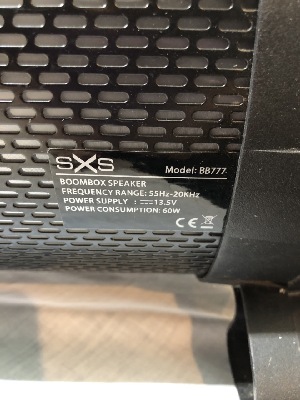 sxs
Model: BB777
BOOMBOX SPEAKER
FREQUENCY RANGE: 55Hz-20KHz
POWER SUPPLY : ⎓13.5V
POWER CONSUMPTION: 60W
CE